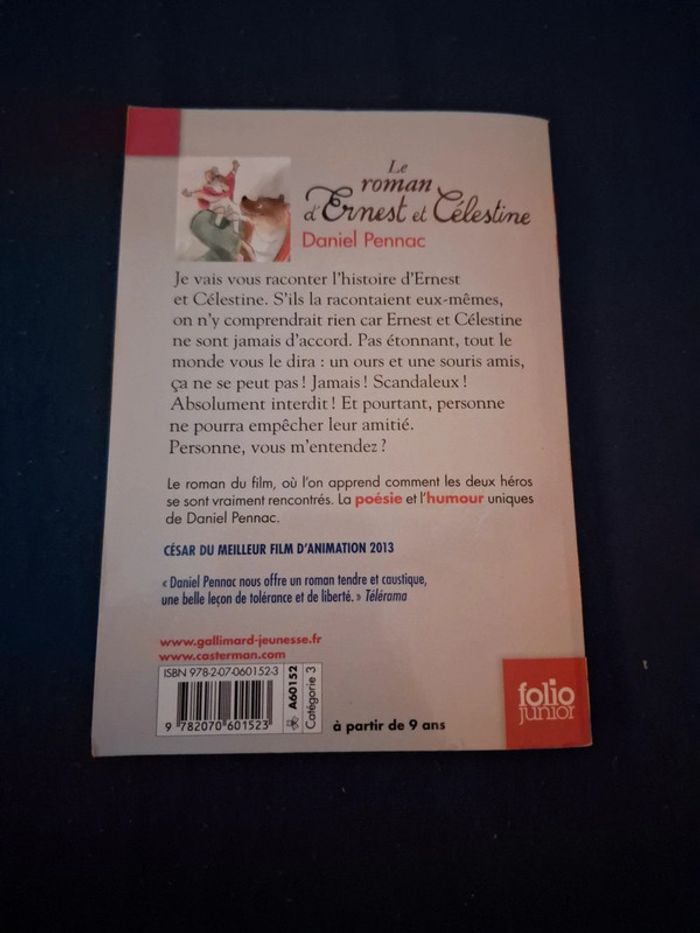 Le
roman
d'Ernest et Célestine
Daniel Pennac
Je vais vous raconter l'histoire d'Ernest
et Célestine. S'ils la racontaient eux-mêmes,
on n'y comprendrait rien car Ernest et Célestine
ne sont jamais d'accord. Pas étonnant, tout le
monde vous le dira : un ours et une souris amis,
ça ne se peut pas ! Jamais ! Scandaleux !
Absolument interdit ! Et pourtant, personne
ne pourra empêcher leur amitié.
Personne, vous m'entendez ?
Le roman du film, où l'on apprend comment les deux héros
se sont vraiment rencontrés. La poésie et l'humour uniques
de Daniel Pennac.
CÉSAR DU MEILLEUR FILM D'ANIMATION 2013
« Daniel Pennac nous offre un roman tendre et caustique,
une belle leçon de tolérance et de liberté. » Télérama
www.gallimard-jeunesse.fr
www.casterman.com
ISBN 978-2-07-060152-3
9 782070 601523
A60152
Catégorie 3
à partir de 9 ans
folio
junior